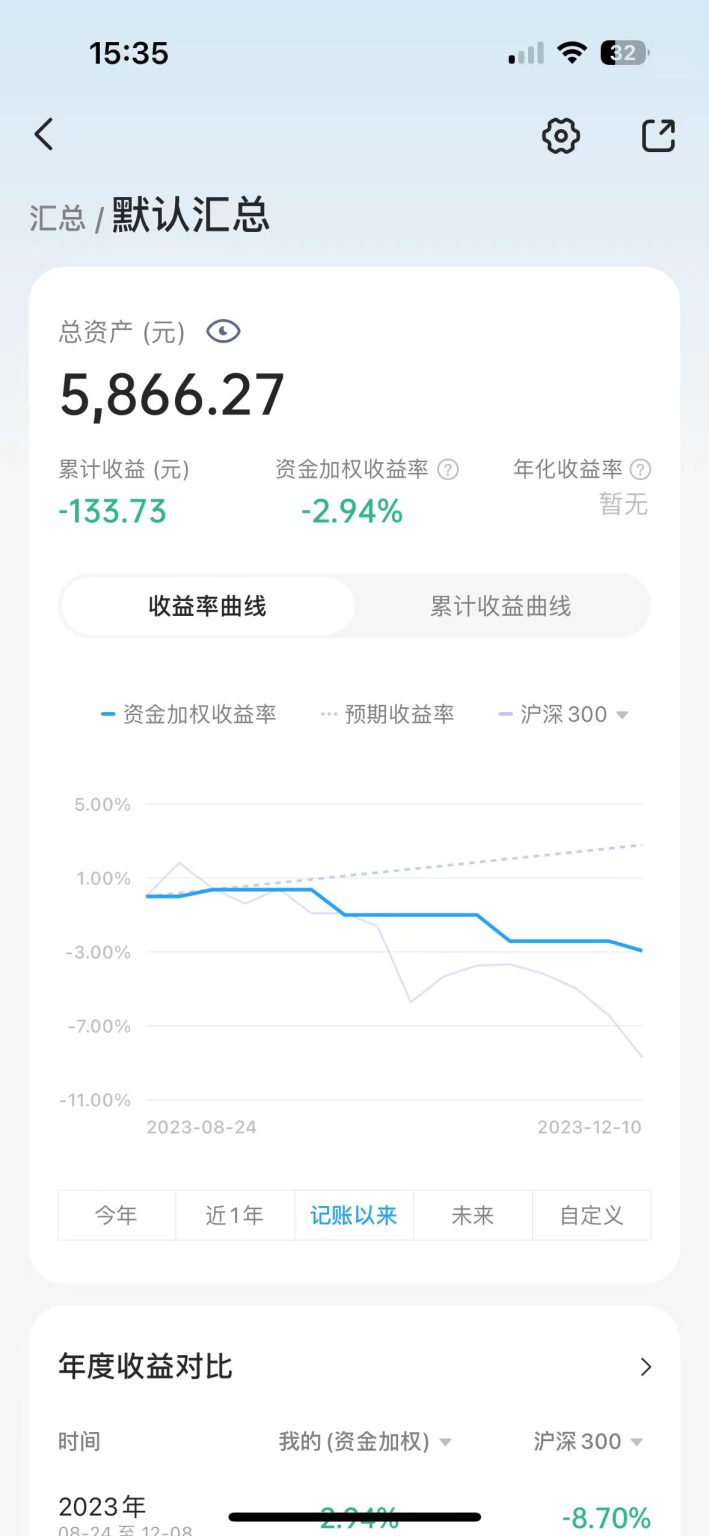 15:35
32
汇总 / 默认汇总
总资产 (元)
5,866.27
累计收益 (元) 资金加权收益率 ? 年化收益率 ?
-133.73 -2.94% 暂无
收益率曲线 累计收益曲线
资金加权收益率 预期收益率 沪深300
5.00%
1.00%
-3.00%
-7.00%
-11.00%
2023-08-24 2023-12-10
今年 近1年 记账以来 未来 自定义
年度收益对比
时间 我的 (资金加权) 沪深300
2023年 -2.94% -8.70%
08-24 至 12-08